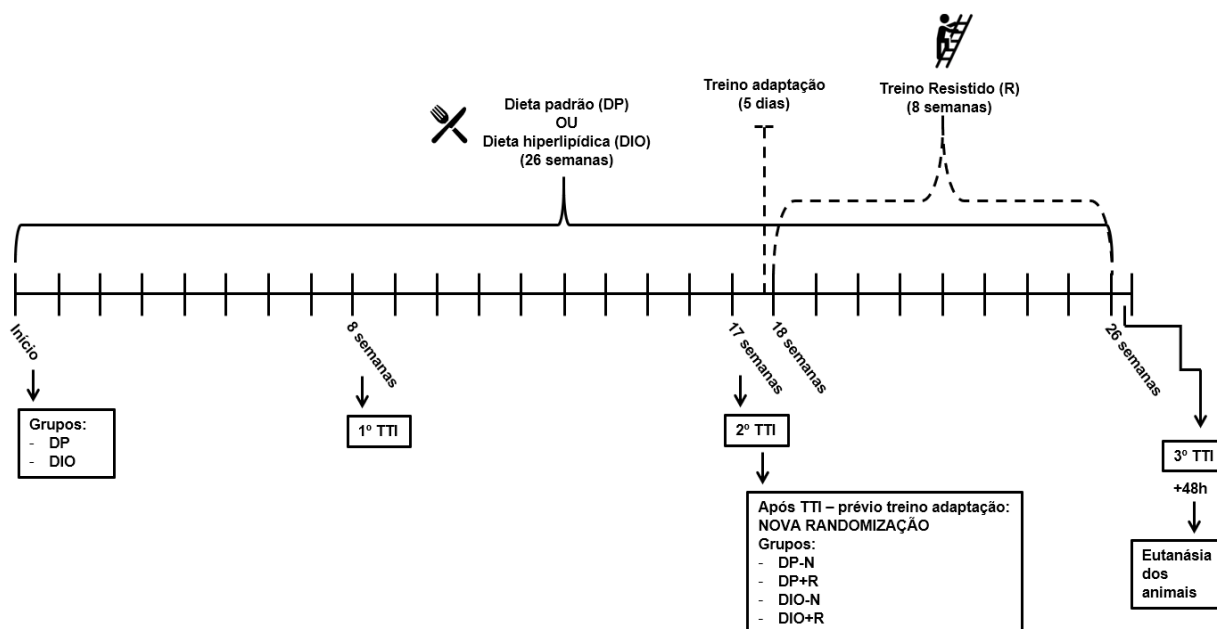 Dieta padrão (DP)
OU
Dieta hiperlipídica (DIO)
(26 semanas)
Treino adaptação
(5 dias)
Treino Resistido (R)
(8 semanas)
Início
8 semanas
17 semanas
18 semanas
26 semanas
Grupos:
- DP
- DIO
1º TTI
2º TTI
3º TTI
+48h
Após TTI – prévio treino adaptação:
NOVA RANDOMIZAÇÃO
Grupos:
- DP-N
- DP+R
- DIO-N
- DIO+R
Eutanásia
dos
animais